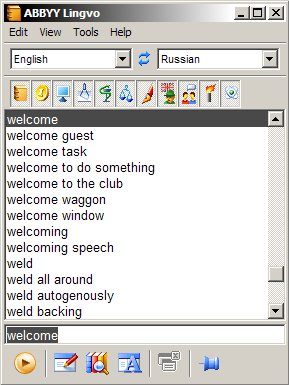 ABBYY Lingvo
Edit View Tools Help
English Russian
welcome
welcome guest
welcome task
welcome to do something
welcome to the club
welcome waggon
welcome window
welcoming
welcoming speech
weld
weld all around
weld autogenously
weld backing
welcome